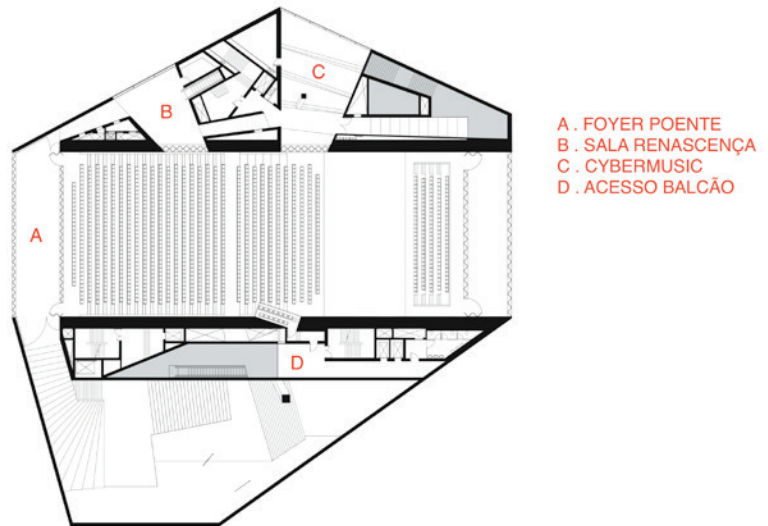 B
C
A
D
A . FOYER POENTE
B . SALA RENASCENÇA
C . CYBERMUSIC
D . ACESSO BALCÃO